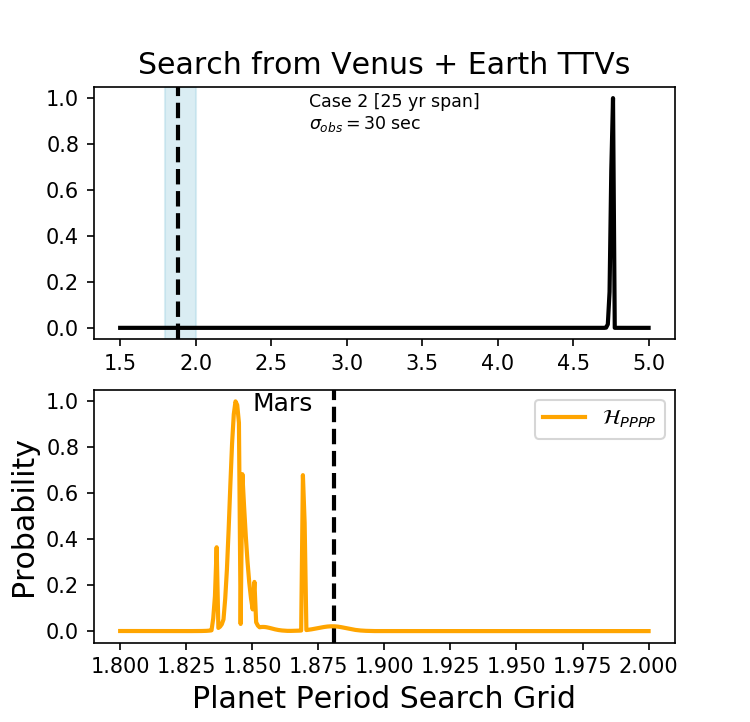 Search from Venus + Earth TTVs
Case 2 [25 yr span]
σ_obs = 30 sec
1.0
0.8
0.6
0.4
0.2
0.0
1.5 2.0 2.5 3.0 3.5 4.0 4.5 5.0
Mars
ℋ_PPPP
Probability
1.0
0.8
0.6
0.4
0.2
0.0
1.800 1.825 1.850 1.875 1.900 1.925 1.950 1.975 2.000
Planet Period Search Grid